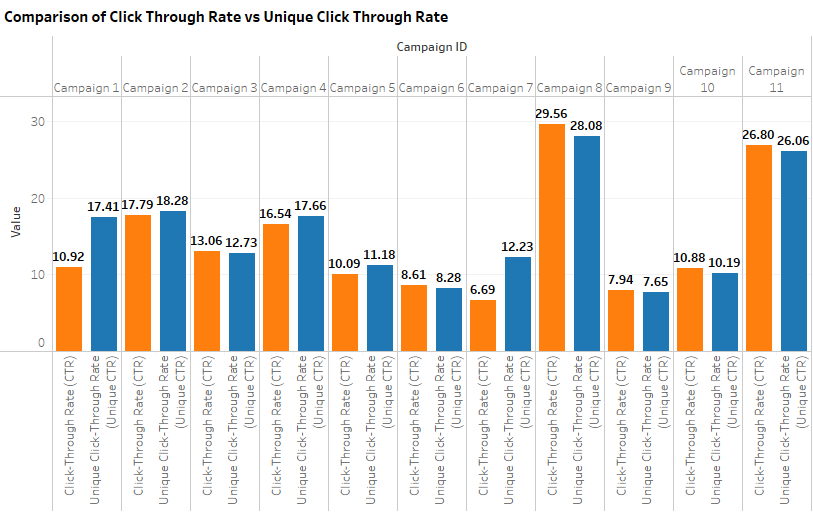 Comparison of Click Through Rate vs Unique Click Through Rate
Campaign ID
Campaign 1 Campaign 2 Campaign 3 Campaign 4 Campaign 5 Campaign 6 Campaign 7 Campaign 8 Campaign 9 Campaign 10 Campaign 11
Value
30
20
10
0
10.92 17.41 17.79 18.28 13.06 12.73 16.54 17.66 10.09 11.18 8.61 8.28 6.69 12.23 29.56 28.08 7.94 7.65 10.88 10.19 26.80 26.06
Click-Through Rate (CTR)
Unique Click-Through Rate
(Unique CTR)
Click-Through Rate (CTR)
Unique Click-Through Rate
(Unique CTR)
Click-Through Rate (CTR)
Unique Click-Through Rate
(Unique CTR)
Click-Through Rate (CTR)
Unique Click-Through Rate
(Unique CTR)
Click-Through Rate (CTR)
Unique Click-Through Rate
(Unique CTR)
Click-Through Rate (CTR)
Unique Click-Through Rate
(Unique CTR)
Click-Through Rate (CTR)
Unique Click-Through Rate
(Unique CTR)
Click-Through Rate (CTR)
Unique Click-Through Rate
(Unique CTR)
Click-Through Rate (CTR)
Unique Click-Through Rate
(Unique CTR)
Click-Through Rate (CTR)
Unique Click-Through Rate
(Unique CTR)
Click-Through Rate (CTR)
Unique Click-Through Rate
(Unique CTR)